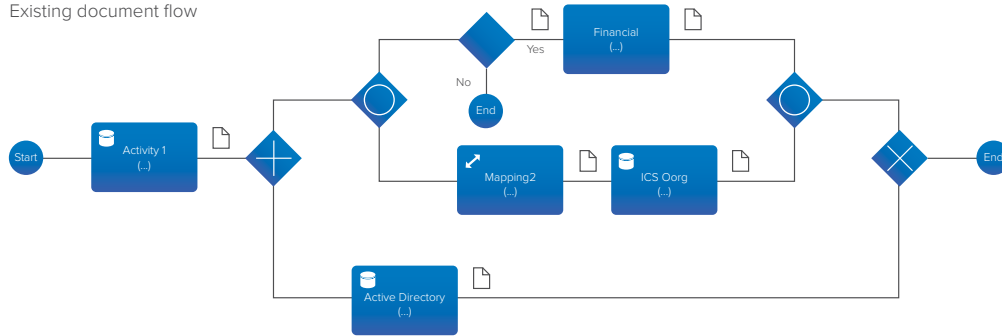 Existing document flow
Financial
(...)
Yes
No
End
Start
Activity 1
(...)
Mapping2
(...)
ICS Oorg
(...)
End
Active Directory
(...)